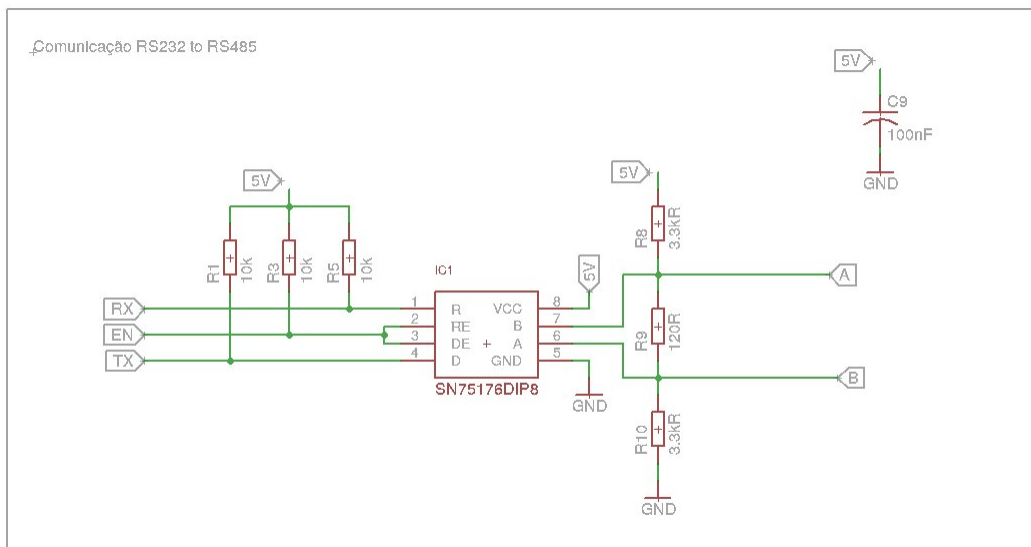 Comunicação RS232 to RS485
5V
C9
100nF
GND
5V
R1
10k
R3
10k
R5
10k
5V
R8
3.3kR
A
IC1
5V
RX
EN
TX
1
2
3
4
R
RE
DE
D
VCC
B
A
GND
8
7
6
5
SN75176DIP8
GND
R9
120R
B
R10
3.3kR
GND